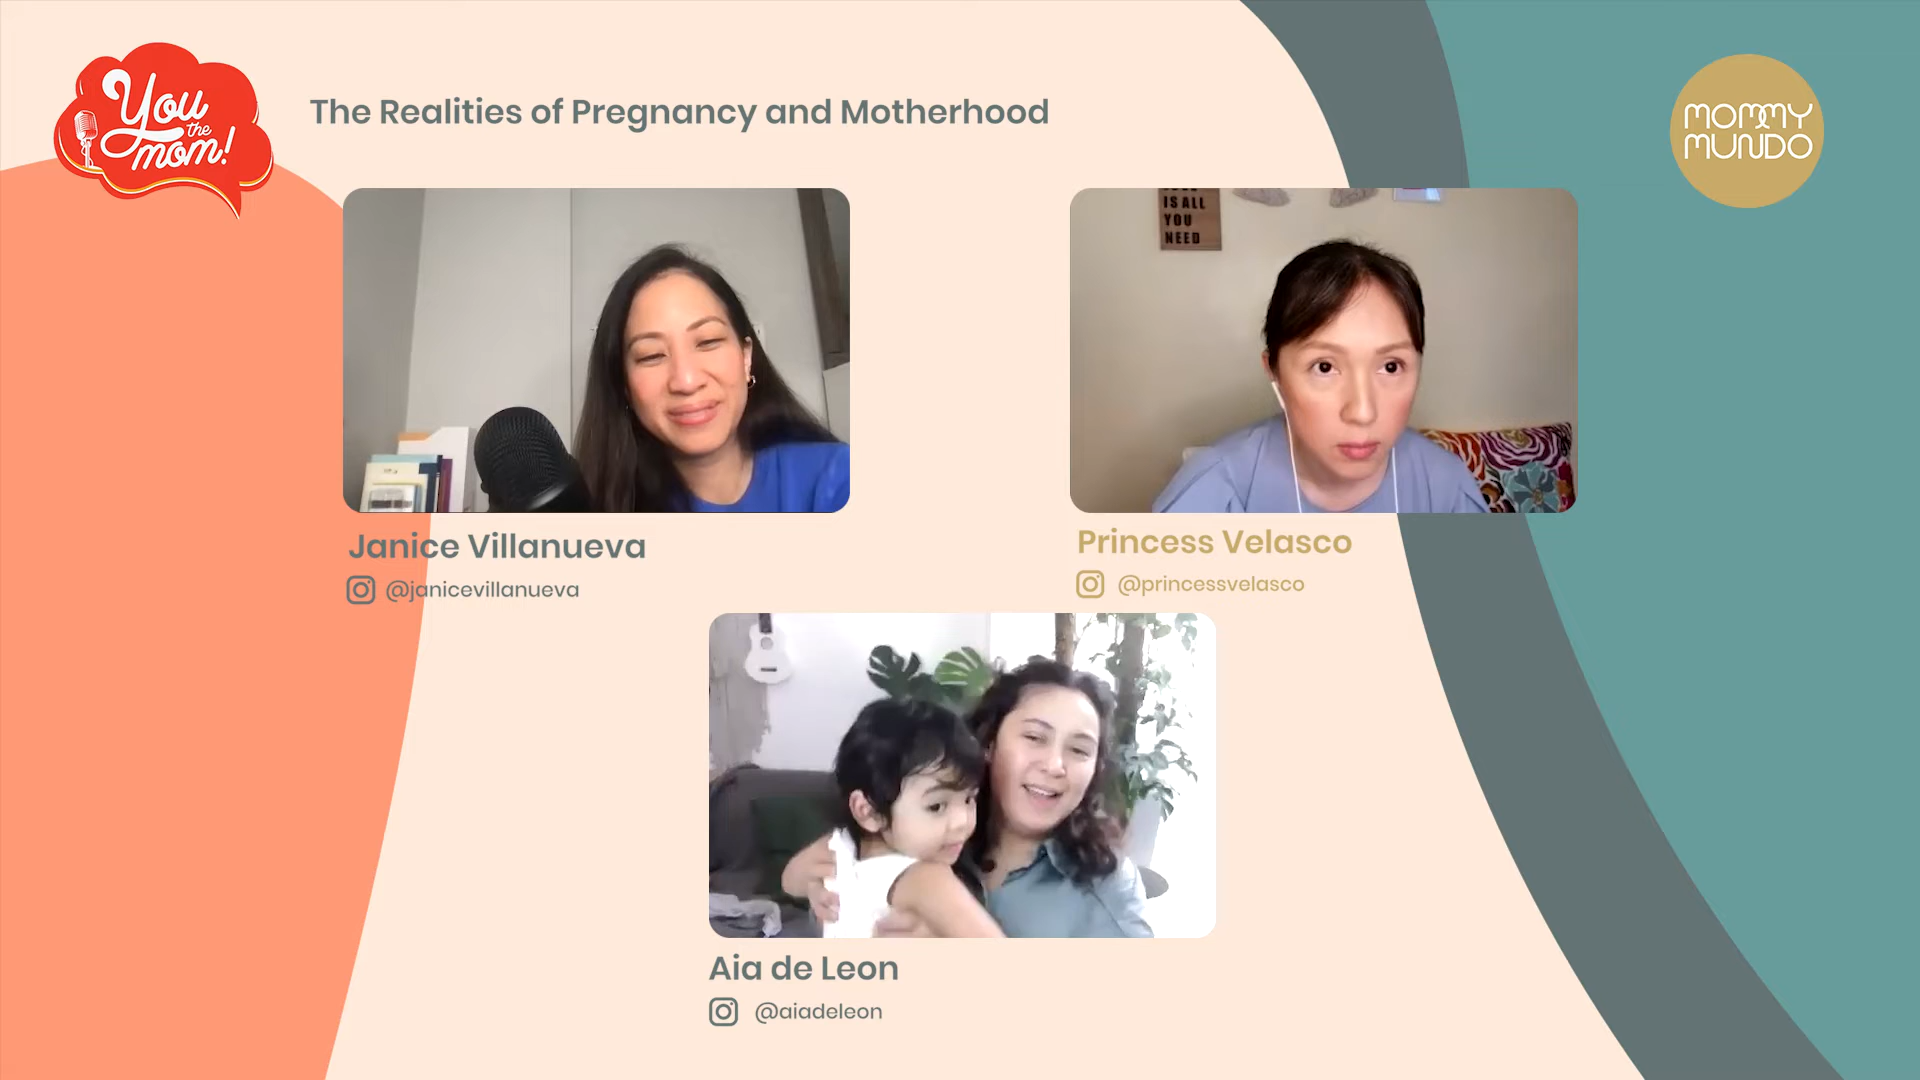 You
the
mom!
The Realities of Pregnancy and Motherhood
MOMMY
MUNDO
IS ALL
YOU
NEED
Janice Villanueva
@janicevillanueva
Princess Velasco
@princessvelasco
Aia de Leon
@aiadeleon